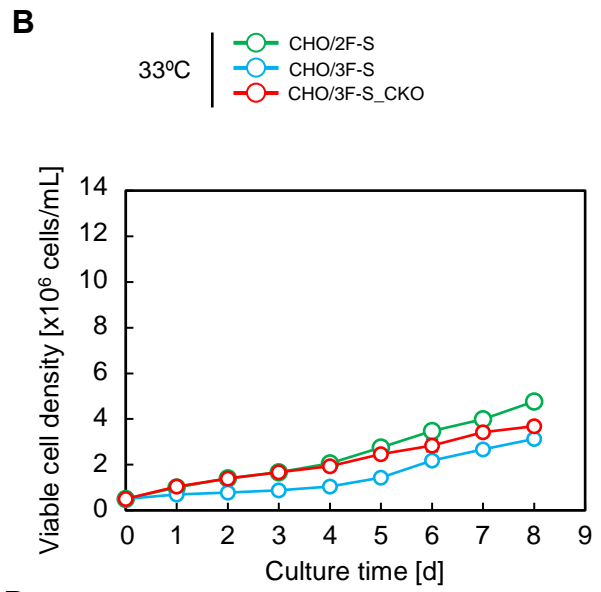 B
33ºC
CHO/2F-S
CHO/3F-S
CHO/3F-S_CKO
Viable cell density [x10⁶ cells/mL]
14
12
10
8
6
4
2
0
0 1 2 3 4 5 6 7 8 9
Culture time [d]